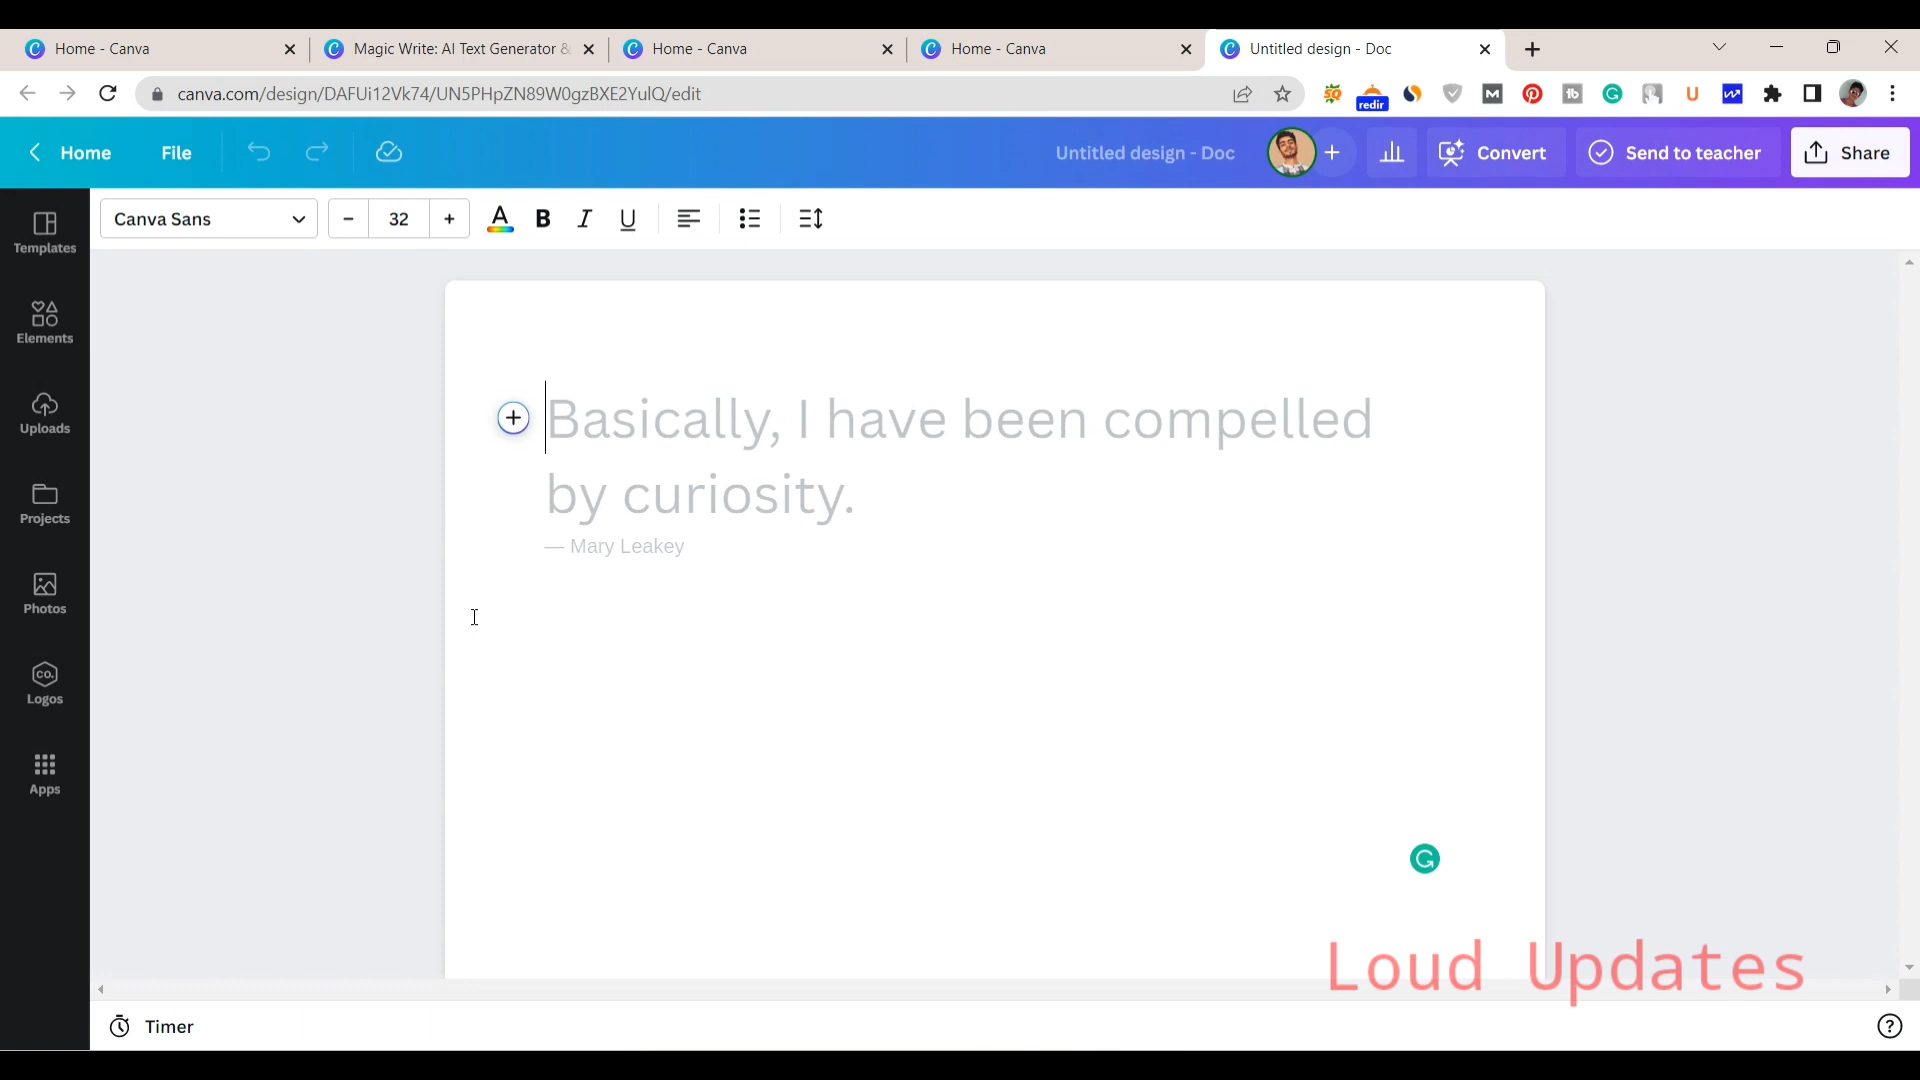 Home - Canva
Magic Write: AI Text Generator &
Home - Canva
Home - Canva
Untitled design - Doc
canva.com/design/DAFUi12Vk74/UN5PHpZN89W0gzBXE2YulQ/edit
redir
Home
File
Untitled design - Doc
Convert
Send to teacher
Share
Canva Sans
32
Templates
Elements
Uploads
Projects
Photos
CO.
Logos
Apps
Basically, I have been compelled
by curiosity.
— Mary Leakey
Loud Updates
Timer